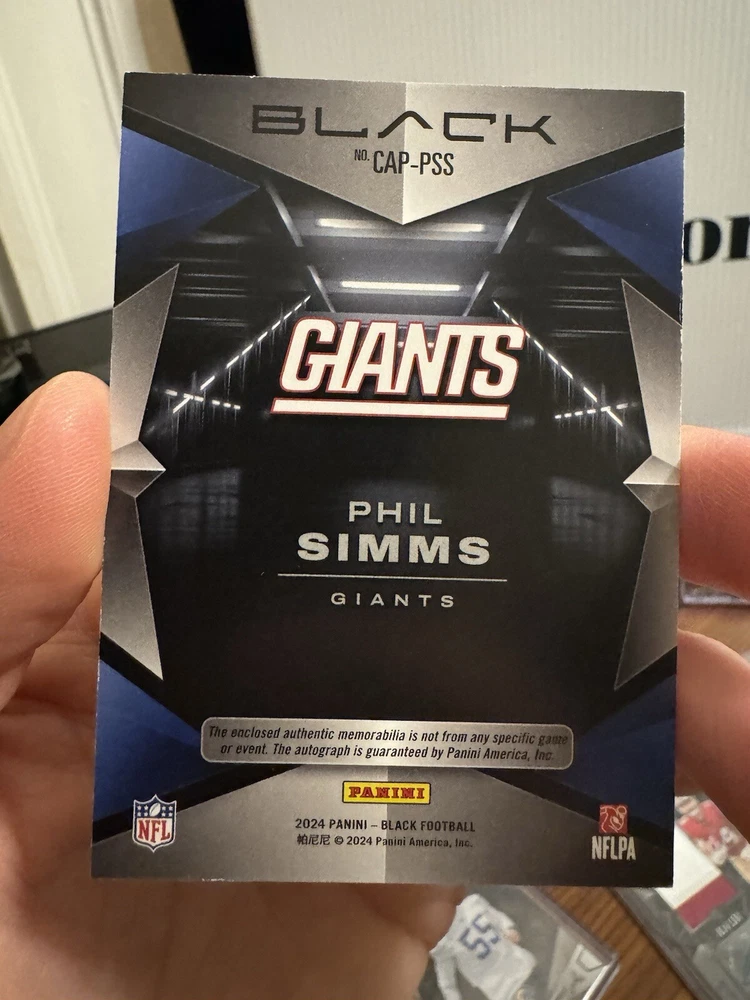 BLACK
NO. CAP-PSS
or
GIANTS
PHIL
SIMMS
GIANTS
The enclosed authentic memorabilia is not from any specific game
or event. The autograph is guaranteed by Panini America, Inc.
PANINI
2024 PANINI – BLACK FOOTBALL
帕尼尼 © 2024 Panini America, Inc.
NFL
NFLPA
55